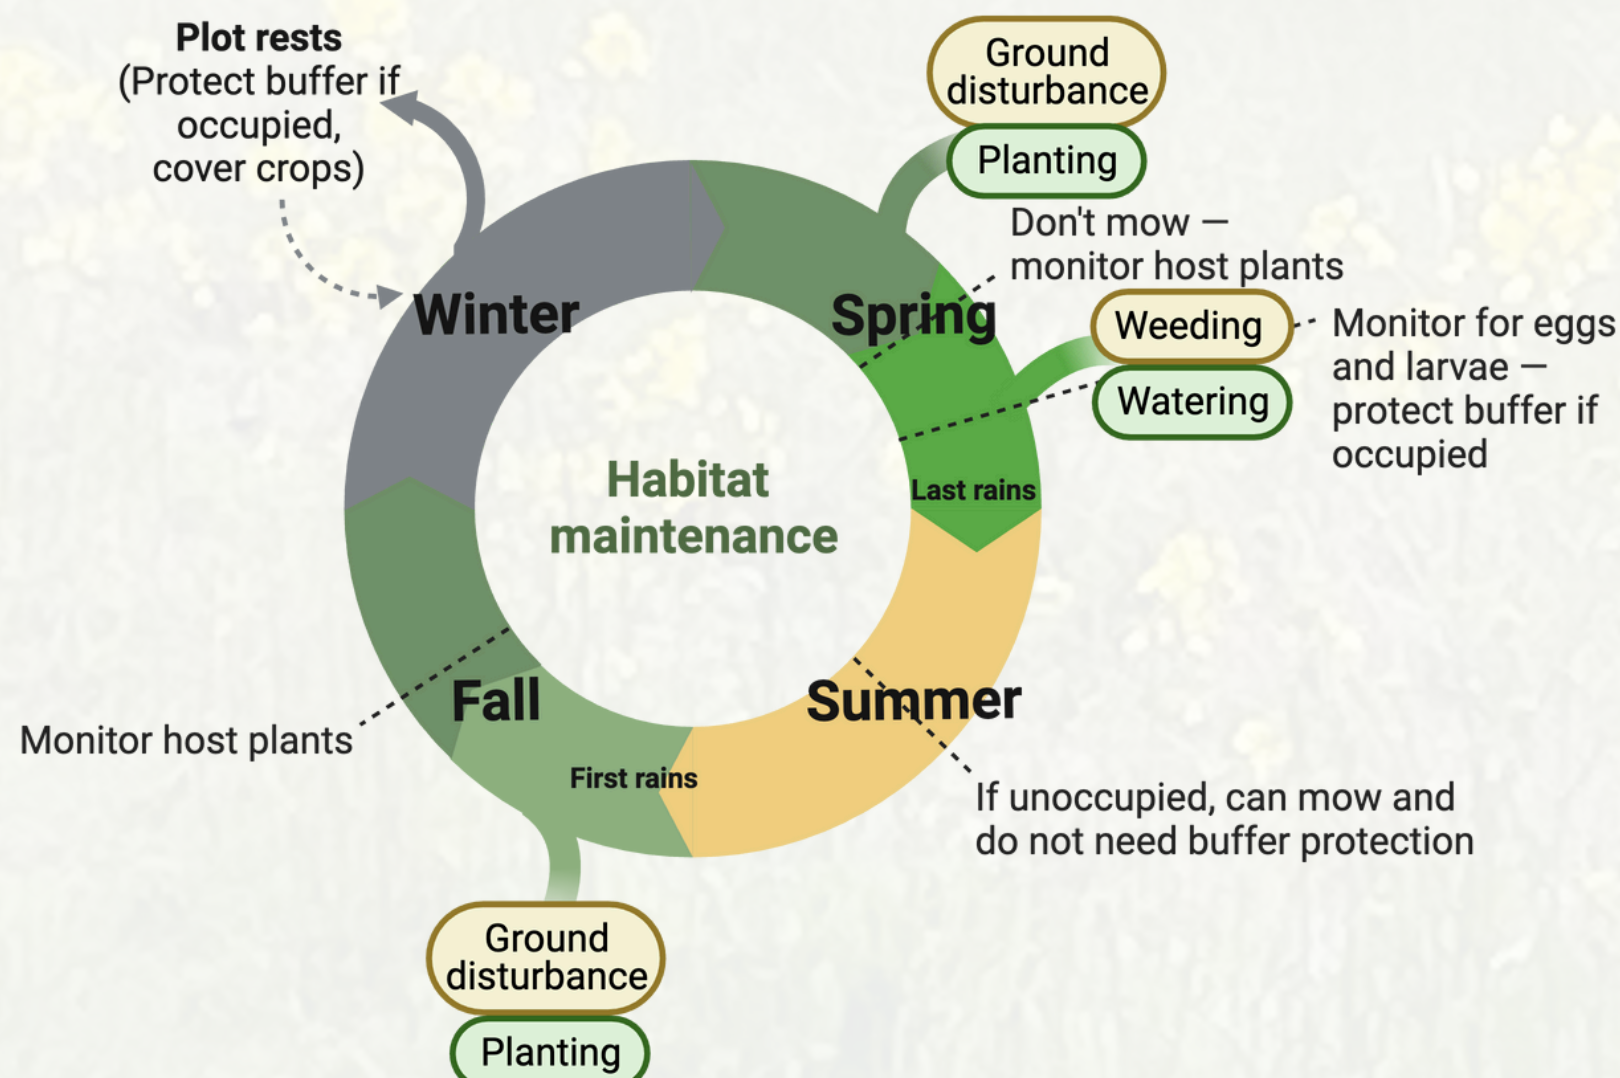 Plot rests
(Protect buffer if
occupied,
cover crops)
Ground
disturbance
Planting
Don't mow —
monitor host plants
Winter
Spring
Weeding
Watering
Monitor for eggs
and larvae —
protect buffer if
occupied
Habitat
maintenance
Last rains
Fall
Summer
Monitor host plants
First rains
If unoccupied, can mow and
do not need buffer protection
Ground
disturbance
Planting